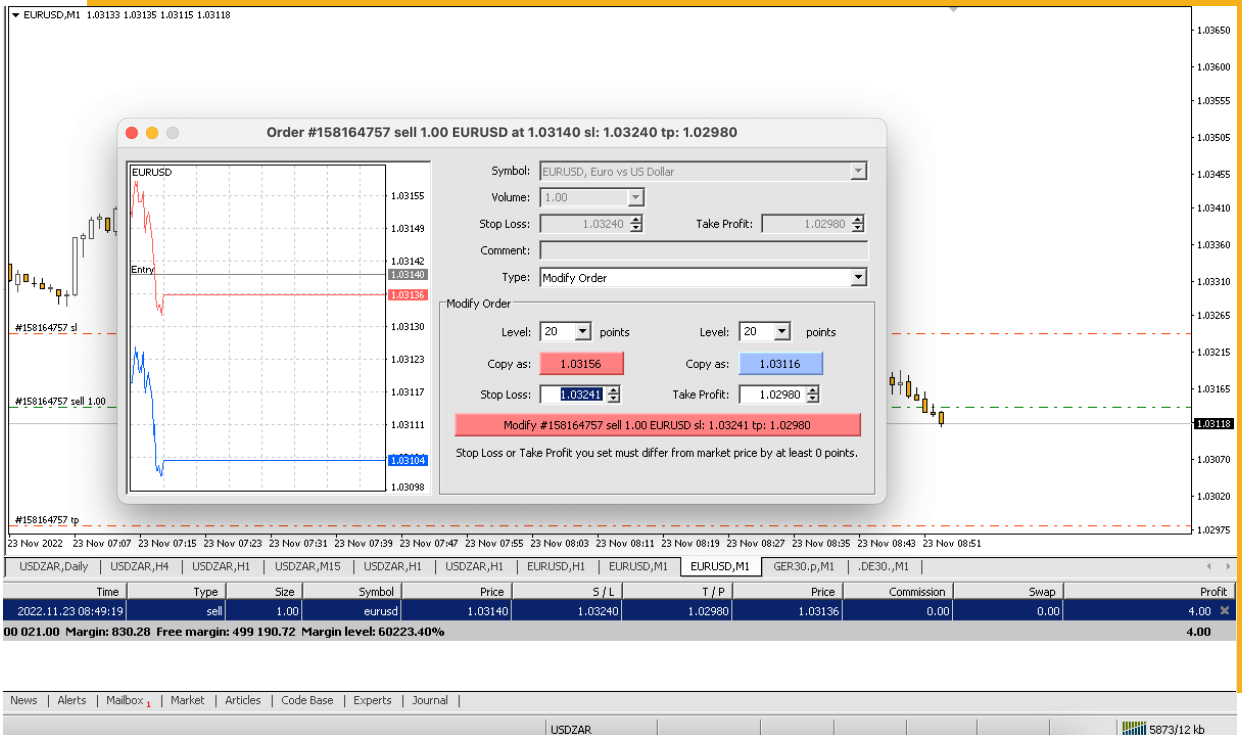 EURUSD,M1 1.03133 1.03135 1.03115 1.03118
1.03650
1.03600
1.03555
1.03505
1.03455
1.03410
1.03360
1.03310
1.03265
1.03215
1.03165
1.03118
1.03070
1.03020
1.02975
#158164757 sl
#158164757 sell 1.00
#158164757 tp
Order #158164757 sell 1.00 EURUSD at 1.03140 sl: 1.03240 tp: 1.02980
EURUSD
Entry
1.03155
1.03149
1.03142
1.03140
1.03136
1.03130
1.03123
1.03117
1.03111
1.03104
1.03098
Symbol: EURUSD, Euro vs US Dollar
Volume: 1.00
Stop Loss: 1.03240 Take Profit: 1.02980
Comment:
Type: Modify Order
Modify Order
Level: 20 points Level: 20 points
Copy as: 1.03156 Copy as: 1.03116
Stop Loss: 1.03241 Take Profit: 1.02980
Modify #158164757 sell 1.00 EURUSD sl: 1.03241 tp: 1.02980
Stop Loss or Take Profit you set must differ from market price by at least 0 points.
23 Nov 2022 23 Nov 07:07 23 Nov 07:15 23 Nov 07:23 23 Nov 07:31 23 Nov 07:39 23 Nov 07:47 23 Nov 07:55 23 Nov 08:03 23 Nov 08:11 23 Nov 08:19 23 Nov 08:27 23 Nov 08:35 23 Nov 08:43 23 Nov 08:51
USDZAR,Daily | USDZAR,H4 | USDZAR,H1 | USDZAR,M15 | USDZAR,H1 | USDZAR,H1 | EURUSD,H1 | EURUSD,M1 | EURUSD,M1 | GER30.p,M1 | .DE30.,M1 |
Time Type Size Symbol Price S / L T / P Price Commission Swap Profit
2022.11.23 08:49:19 sell 1.00 eurusd 1.03140 1.03240 1.02980 1.03136 0.00 0.00 4.00
00 021.00 Margin: 830.28 Free margin: 499 190.72 Margin level: 60223.40% 4.00
News | Alerts | Mailbox 1 | Market | Articles | Code Base | Experts | Journal |
USDZAR 5873/12 kb